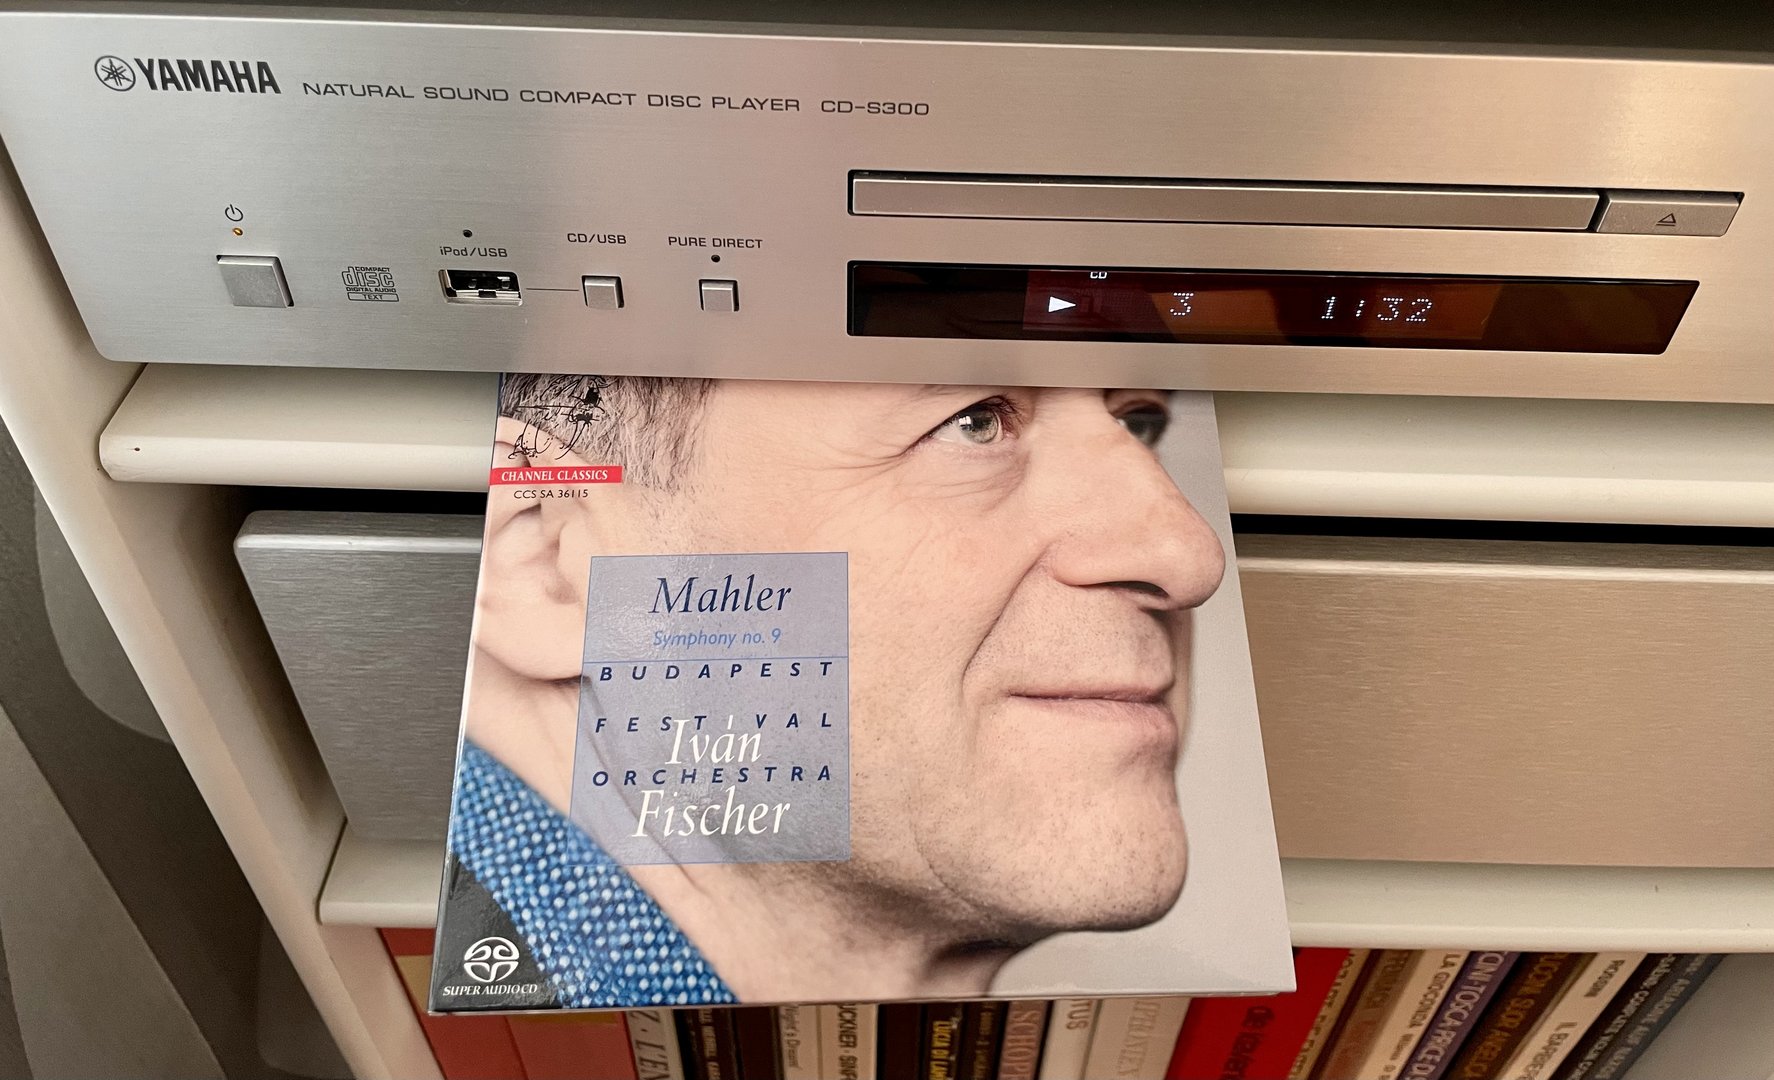 YAMAHA NATURAL SOUND COMPACT DISC PLAYER CD-S300
iPod/USB
CD/USB
PURE DIRECT
COMPACT
disc
DIGITAL AUDIO
TEXT
CD
3 1:32
CHANNEL CLASSICS
CCS SA 36115
Mahler
Symphony no. 9
BUDAPEST
FESTIVAL
Iván
ORCHESTRA
Fischer
SUPER AUDIO CD